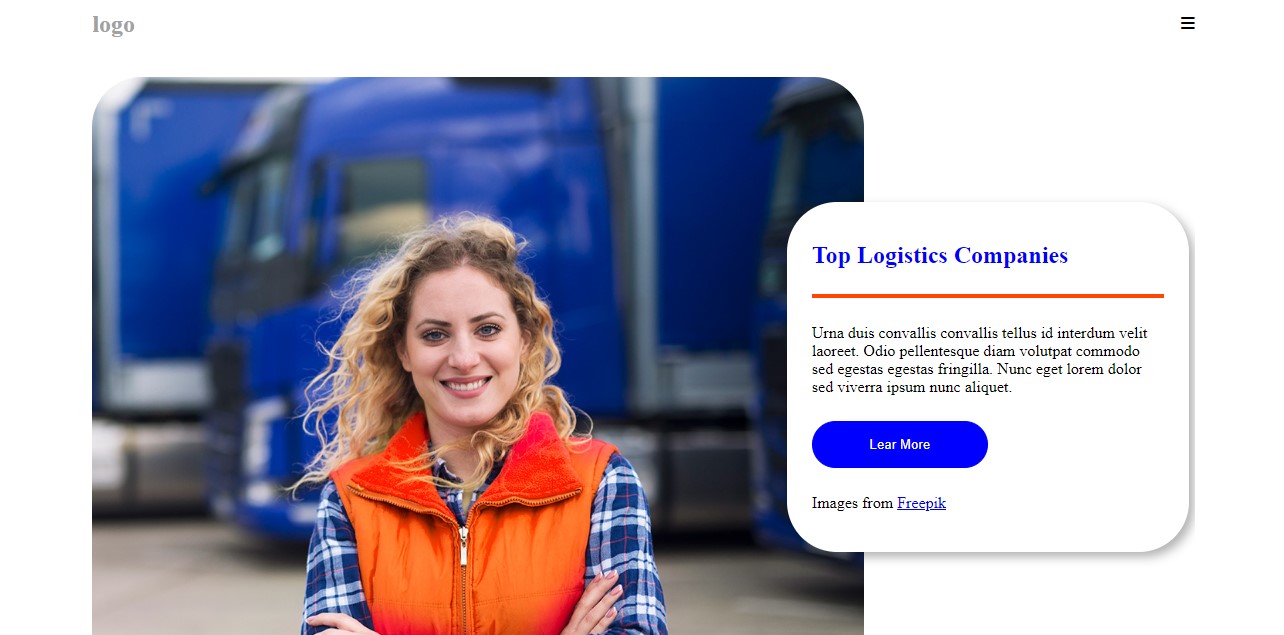 logo
Top Logistics Companies
Urna duis convallis convallis tellus id interdum velit
laoreet. Odio pellentesque diam volutpat commodo
sed egestas egestas fringilla. Nunc eget lorem dolor
sed viverra ipsum nunc aliquet.
Lear More
Images from Freepik